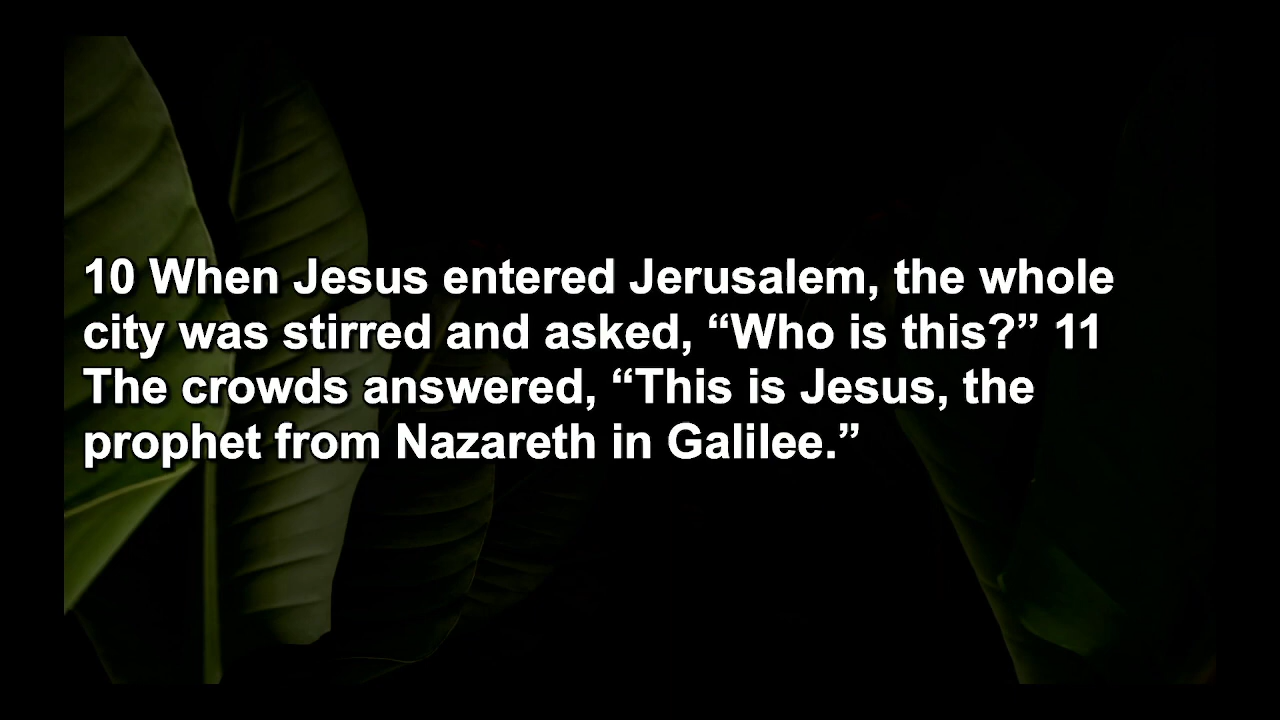 10 When Jesus entered Jerusalem, the whole
city was stirred and asked, “Who is this?” 11
The crowds answered, “This is Jesus, the
prophet from Nazareth in Galilee.”